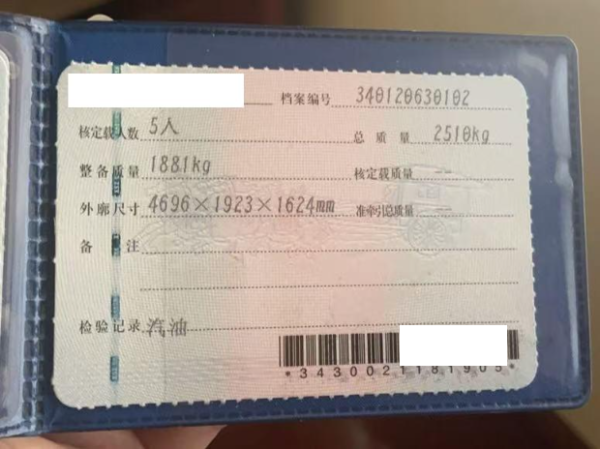 档案编号 340120630102
核定载人数 5人 总质量 2510kg
整备质量 1881kg 核定载质量 --
外廓尺寸 4696×1923×1624mm 准牵引总质量 --
备注
检验记录 汽油
*3430021181905*